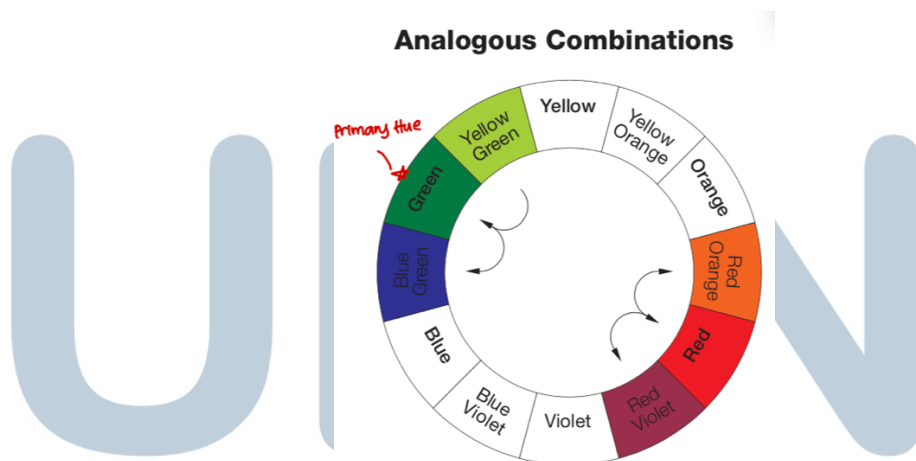 Analogous Combinations
Primary Hue
Yellow
Yellow
Green
Yellow
Orange
Green
Orange
Blue
Green
Red
Orange
Blue
Red
Blue
Violet
Violet
Red
Violet